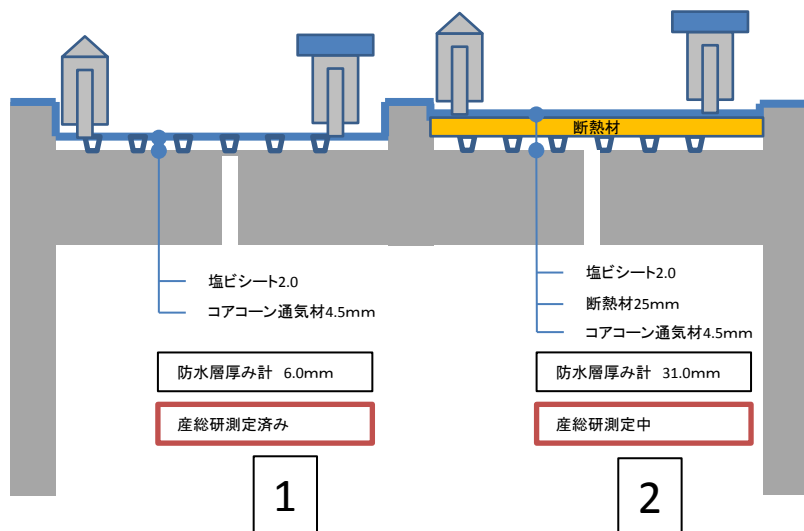 断熱材
塩ビシート2.0
コアコーン通気材4.5mm
防水層厚み計 6.0mm
産総研測定済み
1
塩ビシート2.0
断熱材25mm
コアコーン通気材4.5mm
防水層厚み計 31.0mm
産総研測定中
2